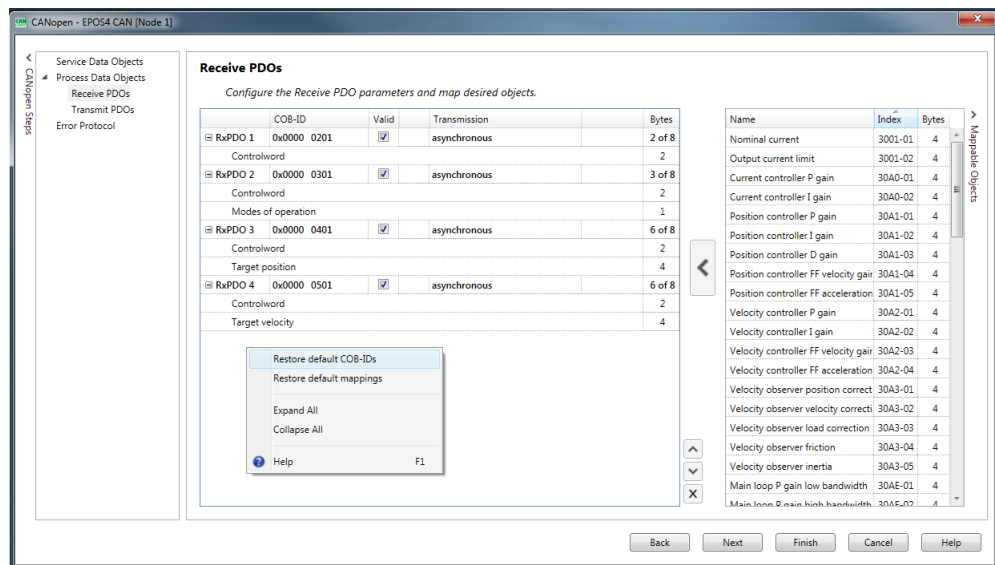 CANopen - EPOS4 CAN [Node 1]
CANopen Steps
Service Data Objects
Process Data Objects
Receive PDOs
Transmit PDOs
Error Protocol
Receive PDOs
Configure the Receive PDO parameters and map desired objects.
COB-ID Valid Transmission Bytes
RxPDO 1 0x0000 0201 asynchronous 2 of 8
Controlword 2
RxPDO 2 0x0000 0301 asynchronous 3 of 8
Controlword 2
Modes of operation 1
RxPDO 3 0x0000 0401 asynchronous 6 of 8
Controlword 2
Target position 4
RxPDO 4 0x0000 0501 asynchronous 6 of 8
Controlword 2
Target velocity 4
Restore default COB-IDs
Restore default mappings
Expand All
Collapse All
Help F1
Name Index Bytes
Nominal current 3001-01 4
Output current limit 3001-02 4
Current controller P gain 30A0-01 4
Current controller I gain 30A0-02 4
Position controller P gain 30A1-01 4
Position controller I gain 30A1-02 4
Position controller D gain 30A1-03 4
Position controller FF velocity gair 30A1-04 4
Position controller FF acceleration 30A1-05 4
Velocity controller P gain 30A2-01 4
Velocity controller I gain 30A2-02 4
Velocity controller FF velocity gair 30A2-03 4
Velocity controller FF acceleration 30A2-04 4
Velocity observer position correct 30A3-01 4
Velocity observer velocity correcti 30A3-02 4
Velocity observer load correction 30A3-03 4
Velocity observer friction 30A3-04 4
Velocity observer inertia 30A3-05 4
Main loop P gain low bandwidth 30AE-01 4
Main loop P gain high bandwidth 30AE-02 4
Mappable Objects
Back Next Finish Cancel Help